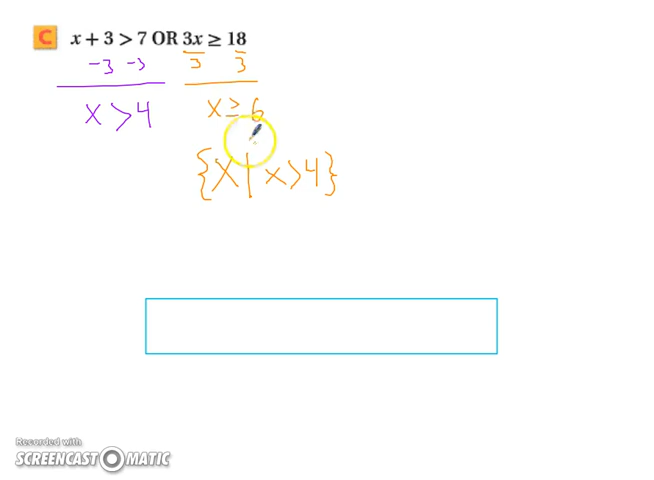 C x + 3 > 7 OR 3x ≥ 18
-3 -3 3 3
x > 4 x ≥ 6
{X | x > 4}
Recorded with
SCREENCAST-O-MATIC